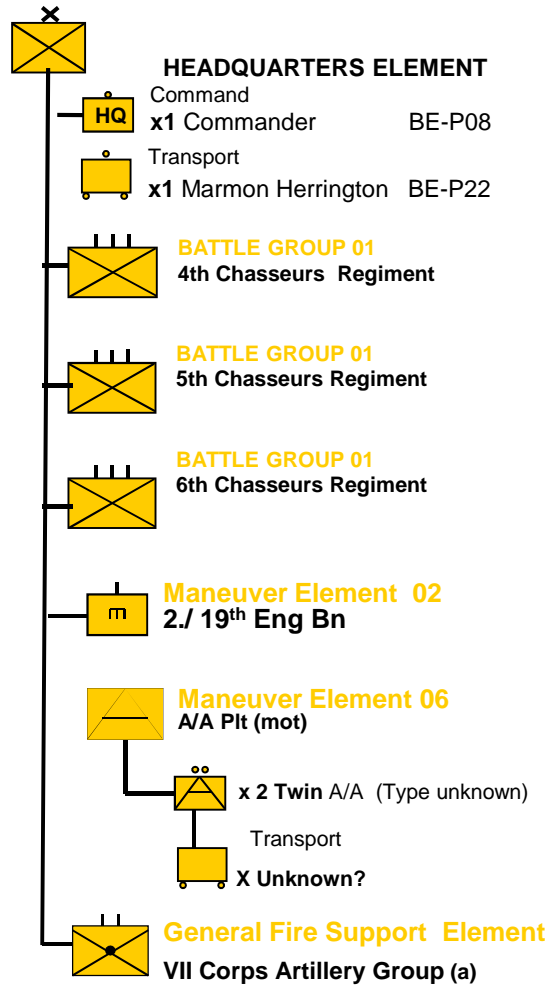 HEADQUARTERS ELEMENT
Command
HQ
x1 Commander BE-P08
Transport
x1 Marmon Herrington BE-P22
BATTLE GROUP 01
4th Chasseurs Regiment
BATTLE GROUP 01
5th Chasseurs Regiment
BATTLE GROUP 01
6th Chasseurs Regiment
Maneuver Element 02
2./ 19th Eng Bn
Maneuver Element 06
A/A Plt (mot)
x 2 Twin A/A (Type unknown)
Transport
X Unknown?
General Fire Support Element
VII Corps Artillery Group (a)